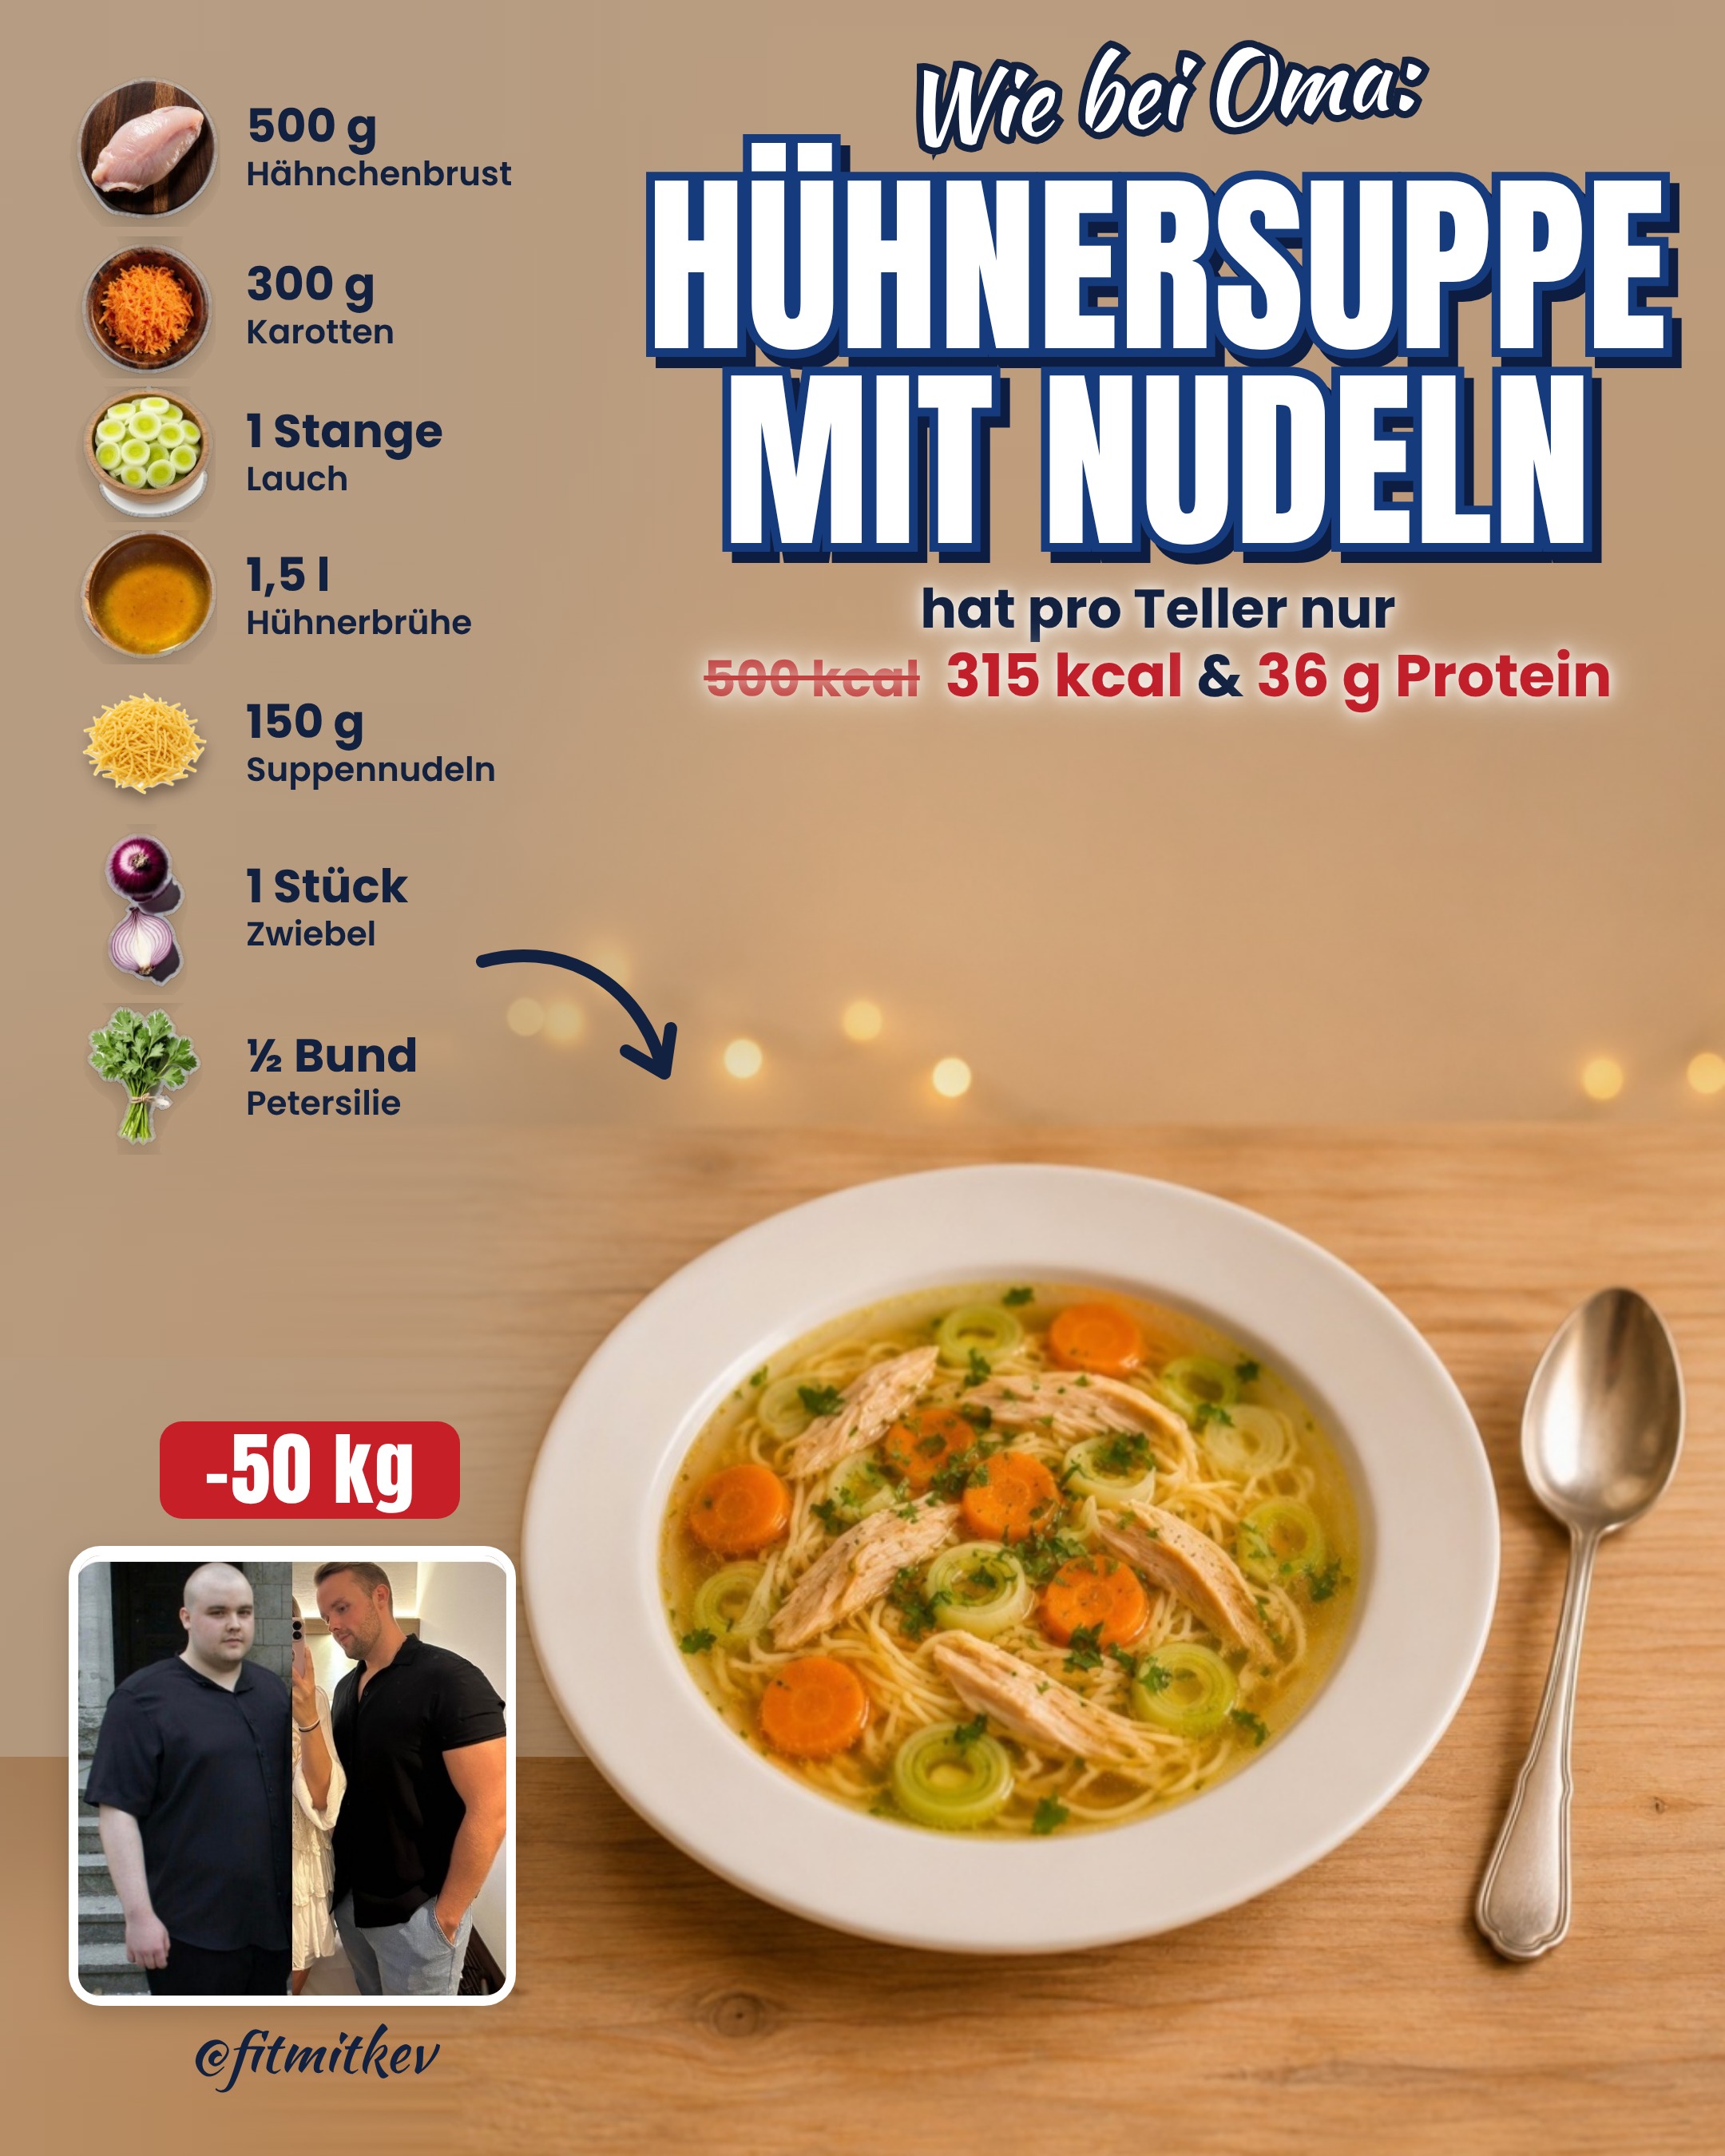 Wie bei Oma:
HÜHNERSUPPE
MIT NUDELN
hat pro Teller nur
500 kcal 315 kcal & 36 g Protein
500 g
Hähnchenbrust
300 g
Karotten
1 Stange
Lauch
1,5 l
Hühnerbrühe
150 g
Suppennudeln
1 Stück
Zwiebel
½ Bund
Petersilie
-50 kg
@fitmitkev